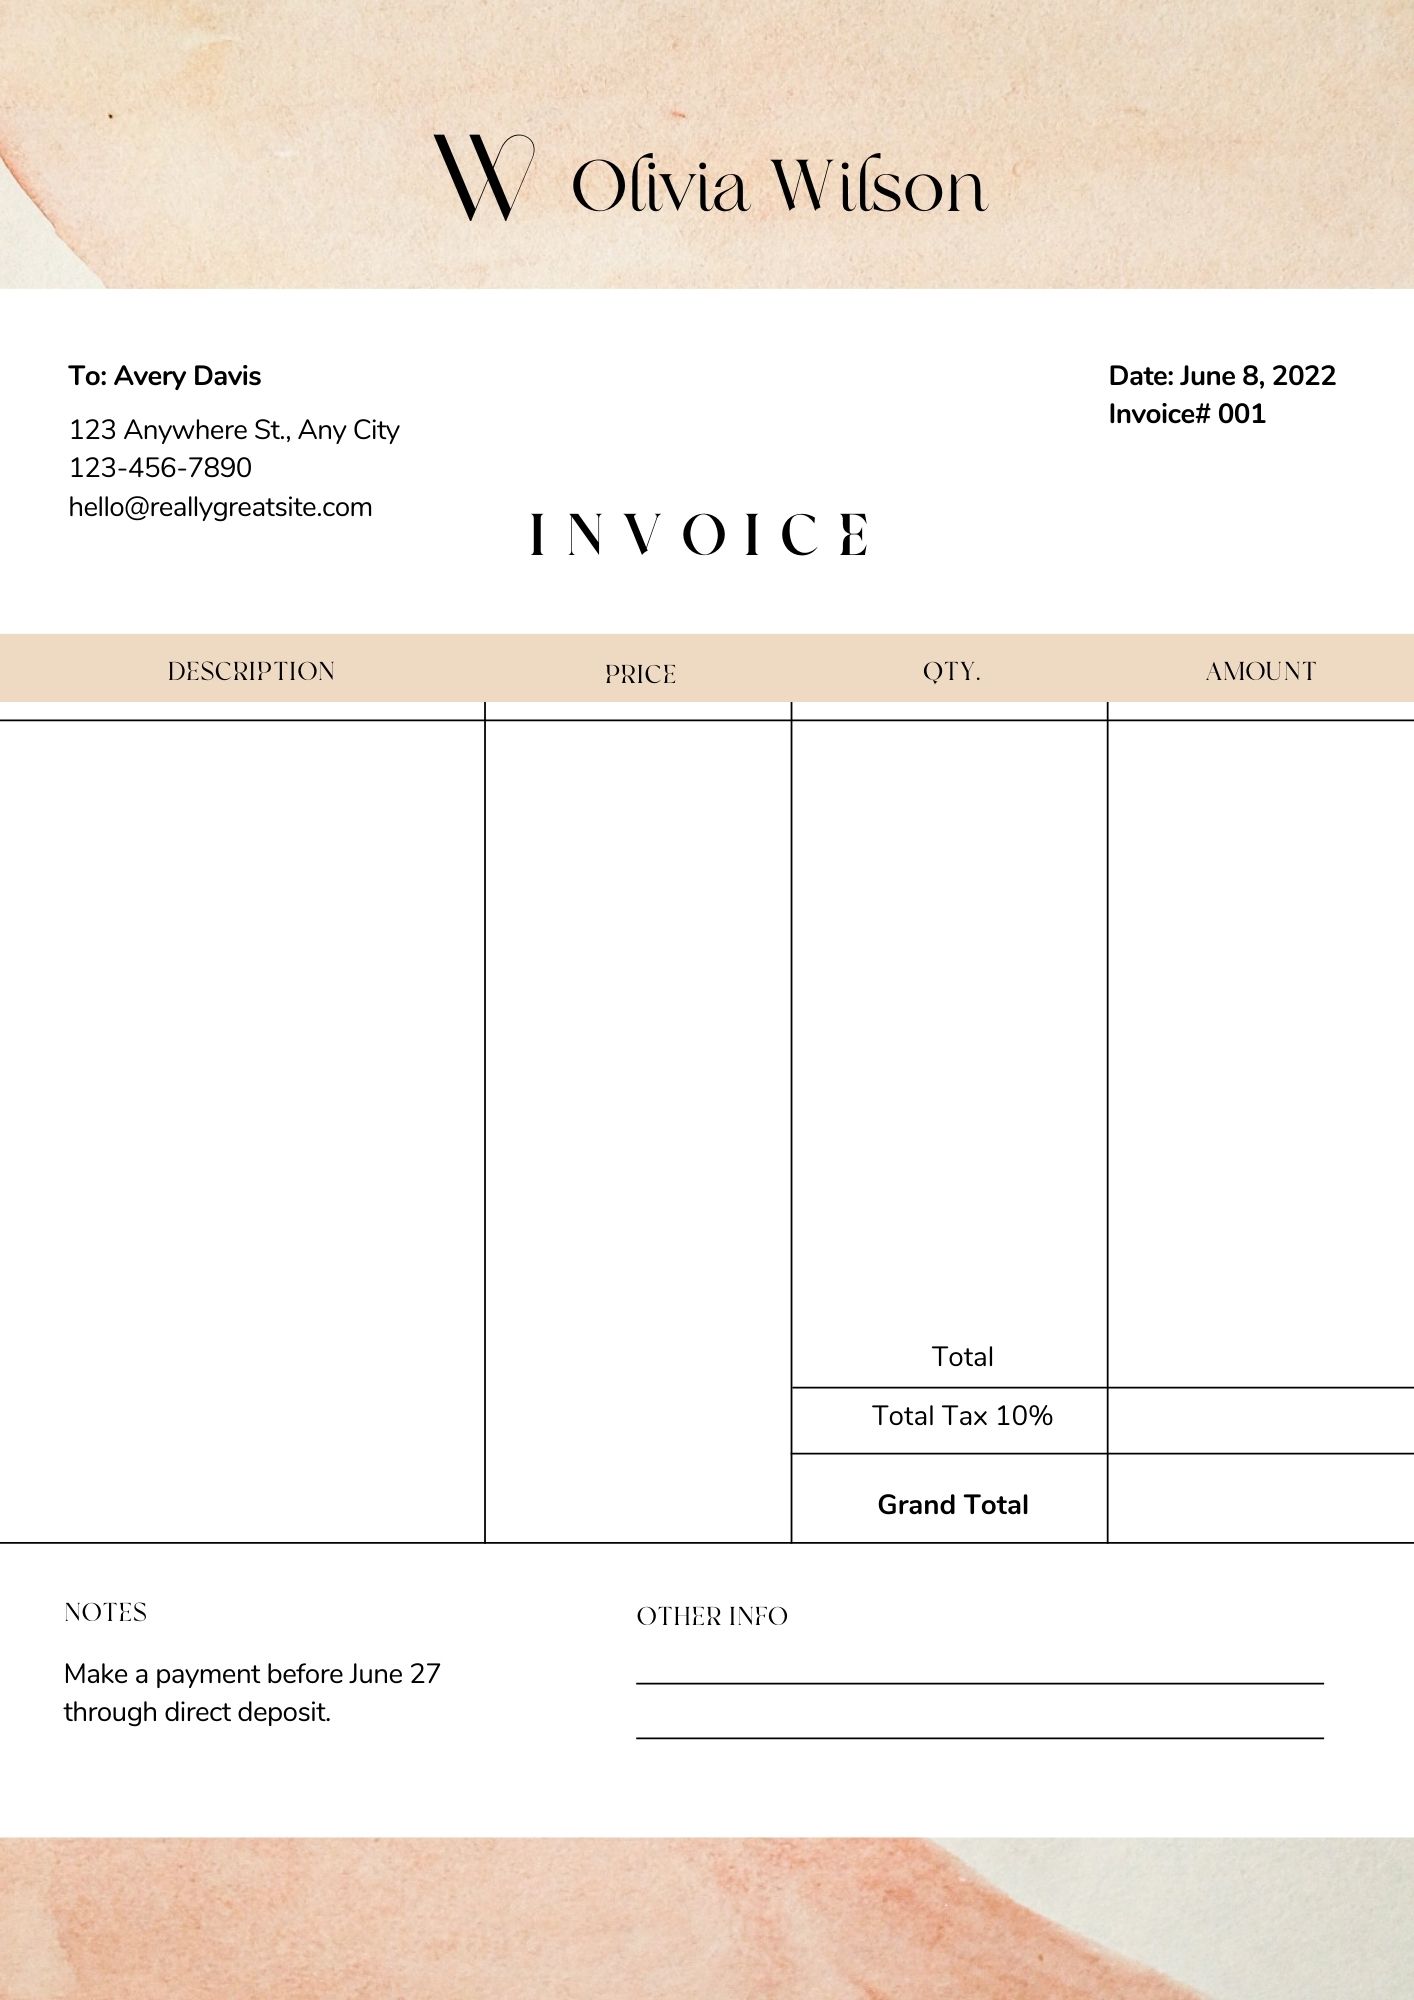 W Olivia Wilson
To: Avery Davis
123 Anywhere St., Any City
123-456-7890
hello@reallygreatsite.com
Date: June 8, 2022
Invoice# 001
INVOICE
DESCRIPTION PRICE QTY. AMOUNT
Total
Total Tax 10%
Grand Total
NOTES
Make a payment before June 27
through direct deposit.
OTHER INFO